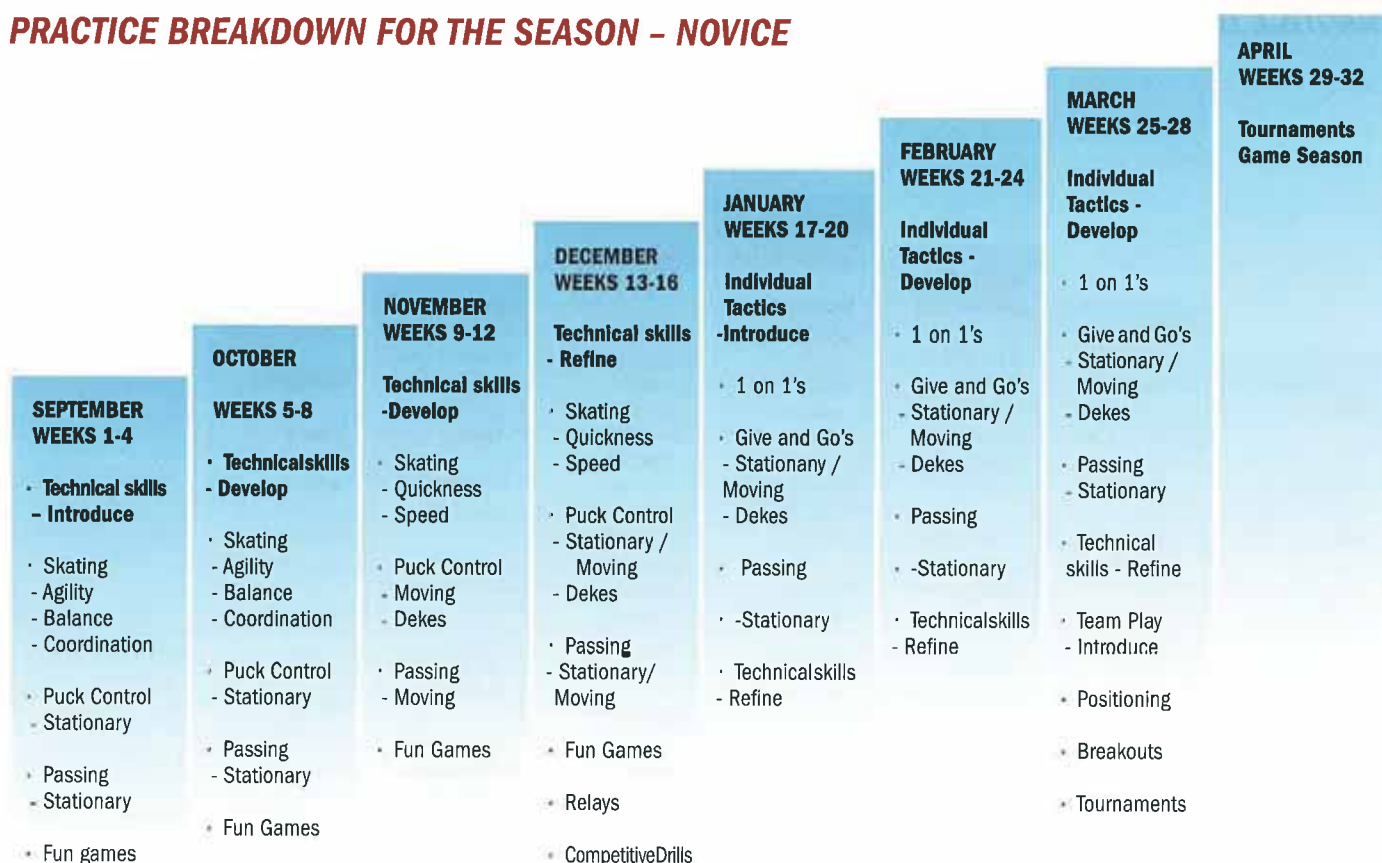 PRACTICE BREAKDOWN FOR THE SEASON – NOVICE
SEPTEMBER
WEEKS 1-4
· Technical skills
– Introduce
· Skating
- Agility
- Balance
- Coordination
· Puck Control
- Stationary
· Passing
- Stationary
· Fun games
OCTOBER
WEEKS 5-8
· Technicalskills
- Develop
· Skating
- Agility
- Balance
- Coordination
· Puck Control
- Stationary
· Passing
- Stationary
· Fun Games
NOVEMBER
WEEKS 9-12
Technical skills
-Develop
· Skating
- Quickness
- Speed
· Puck Control
- Moving
- Dekes
· Passing
- Moving
· Fun Games
DECEMBER
WEEKS 13-16
Technical skills
- Refine
· Skating
- Quickness
- Speed
· Puck Control
- Stationary /
Moving
- Dekes
· Passing
- Stationary/
Moving
· Fun Games
· Relays
· CompetitiveDrills
JANUARY
WEEKS 17-20
Individual
Tactics
-Introduce
· 1 on 1's
· Give and Go's
- Stationany /
Moving
- Dekes
· Passing
· -Stationary
· Technicalskills
- Refine
FEBRUARY
WEEKS 21-24
Individual
Tactics -
Develop
· 1 on 1's
· Give and Go's
- Stationary /
Moving
- Dekes
· Passing
· -Stationary
· Technicalskills
- Refine
MARCH
WEEKS 25-28
Individual
Tactics -
Develop
· 1 on 1's
· Give and Go's
- Stationary /
Moving
- Dekes
· Passing
- Stationary
· Technical
skills - Refine
· Team Play
- Introduce
· Positioning
· Breakouts
· Tournaments
APRIL
WEEKS 29-32
Tournaments
Game Season